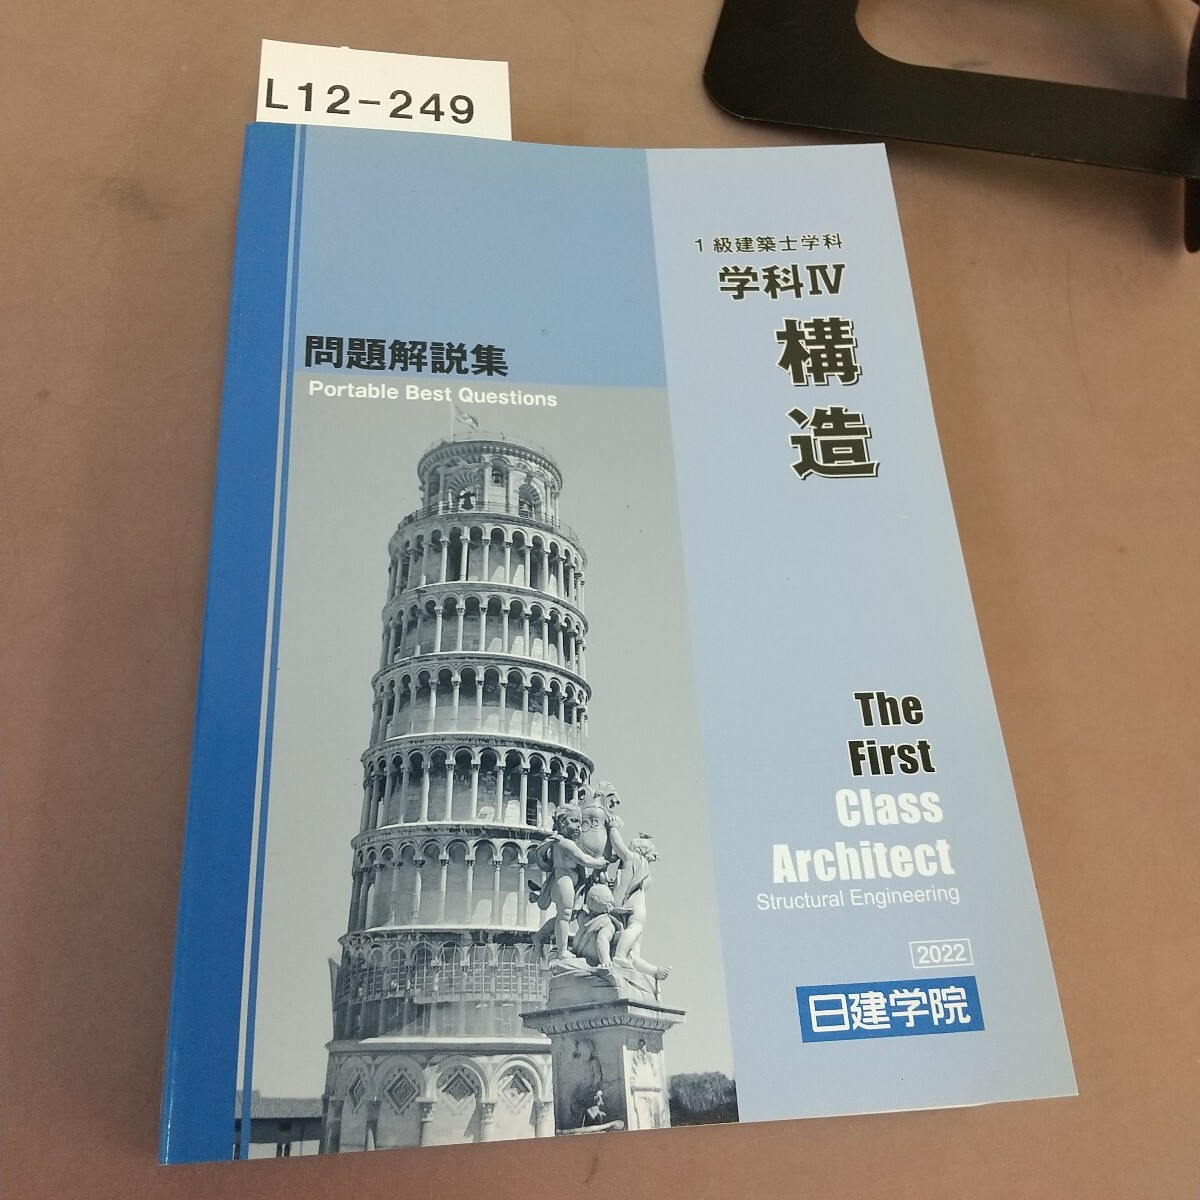 L12-249
1級建築士学科
学科Ⅳ
構造
問題解説集
Portable Best Questions
The
First
Class
Architect
Structural Engineering
2022
日建学院